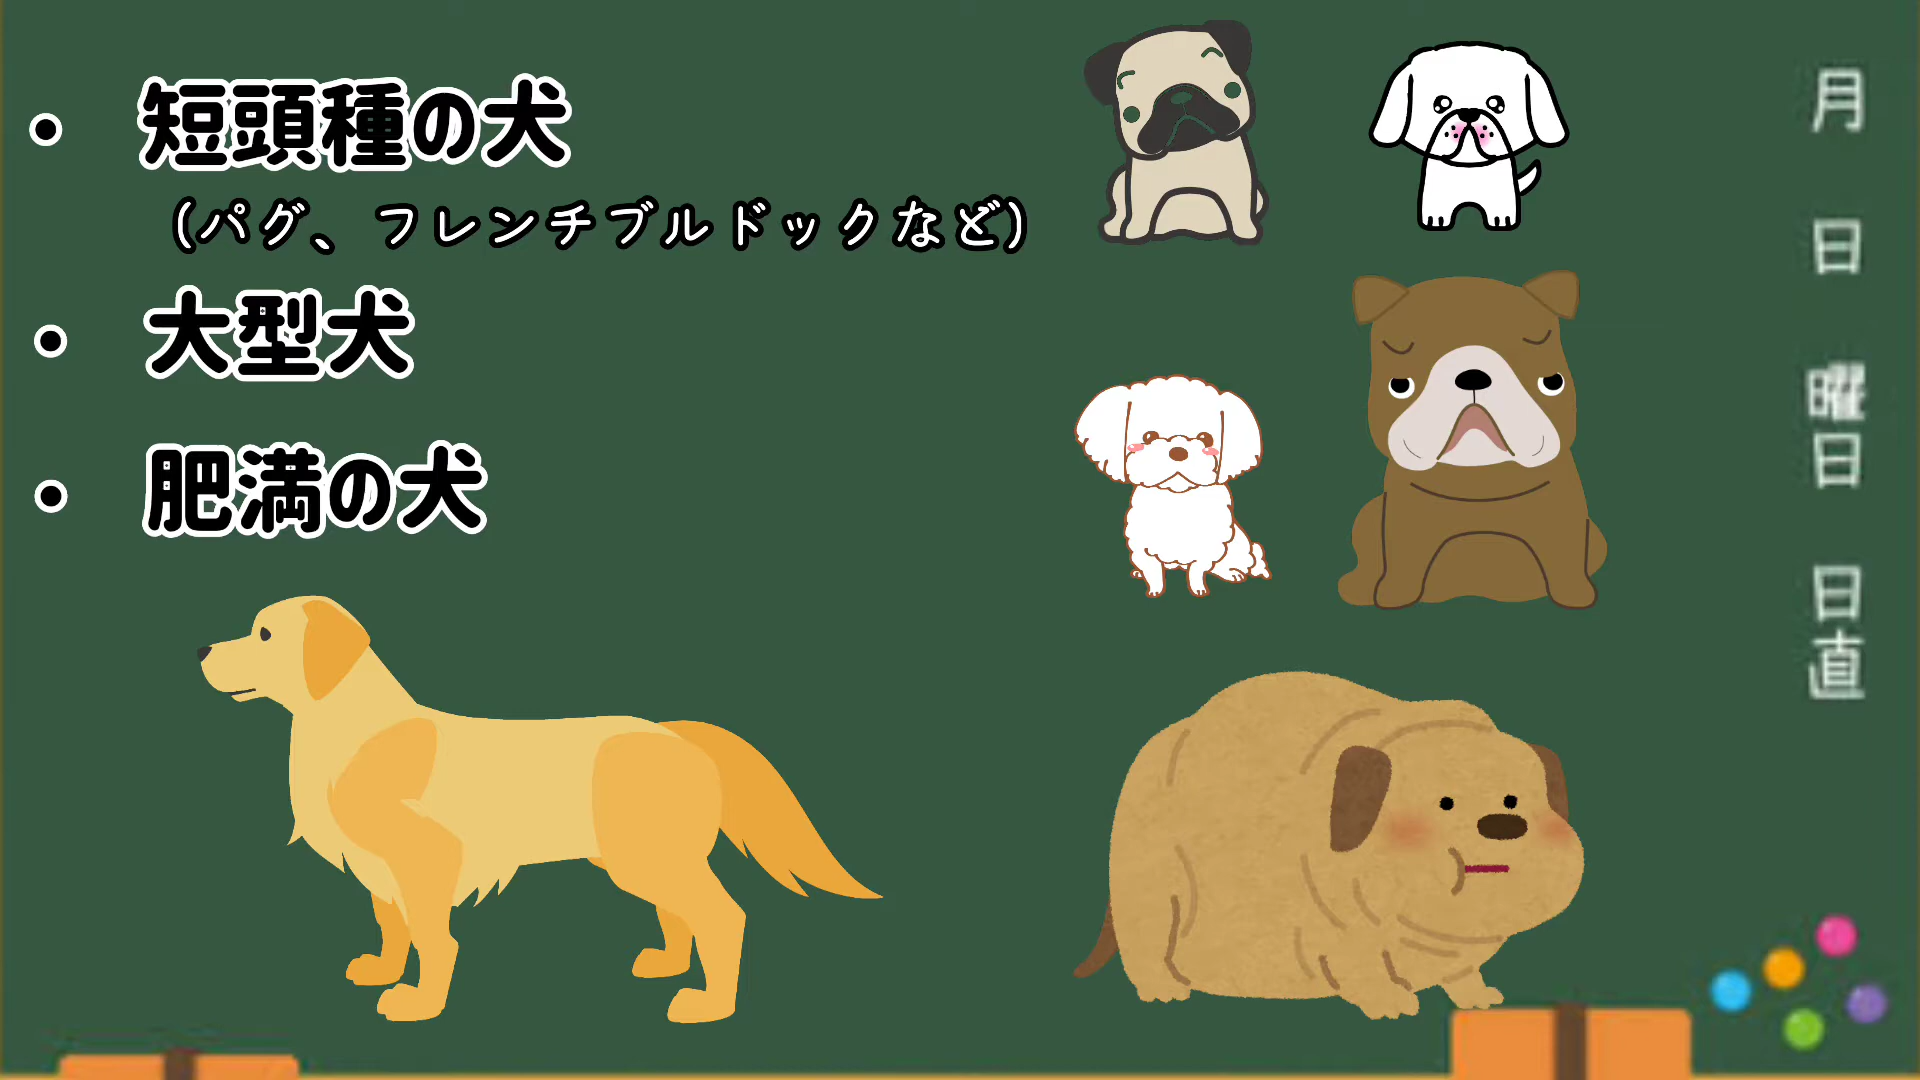 ・ 短頭種の犬
(パグ、フレンチブルドックなど)
・ 大型犬
・ 肥満の犬
月
日
曜日
日直